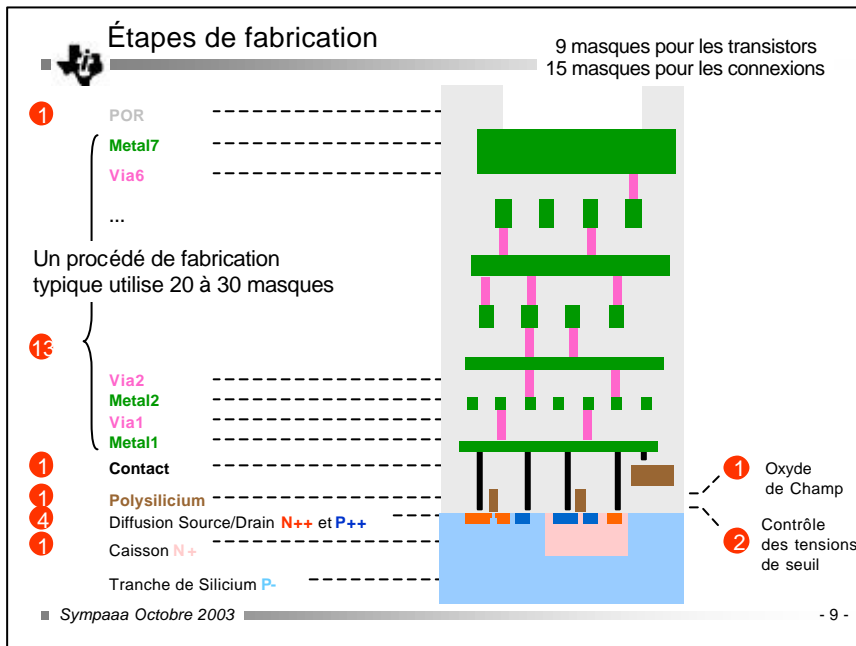 Étapes de fabrication
9 masques pour les transistors
15 masques pour les connexions
1 POR
Metal7
Via6
...
Un procédé de fabrication
typique utilise 20 à 30 masques
13
Via2
Metal2
Via1
Metal1
1 Contact
1 Polysilicium
4 Diffusion Source/Drain N++ et P++
1 Caisson N+
Tranche de Silicium P-
1 Oxyde
de Champ
2 Contrôle
des tensions
de seuil
Sympaaa Octobre 2003
- 9 -